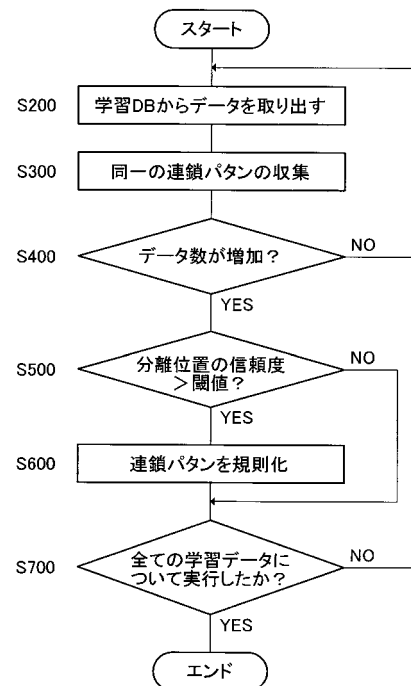 スタート
S200
学習DBからデータを取り出す
S300
同一の連鎖パタンの収集
S400
データ数が増加？
NO
YES
S500
分離位置の信頼度
＞閾値？
NO
YES
S600
連鎖パタンを規則化
S700
全ての学習データに
ついて実行したか？
NO
YES
エンド